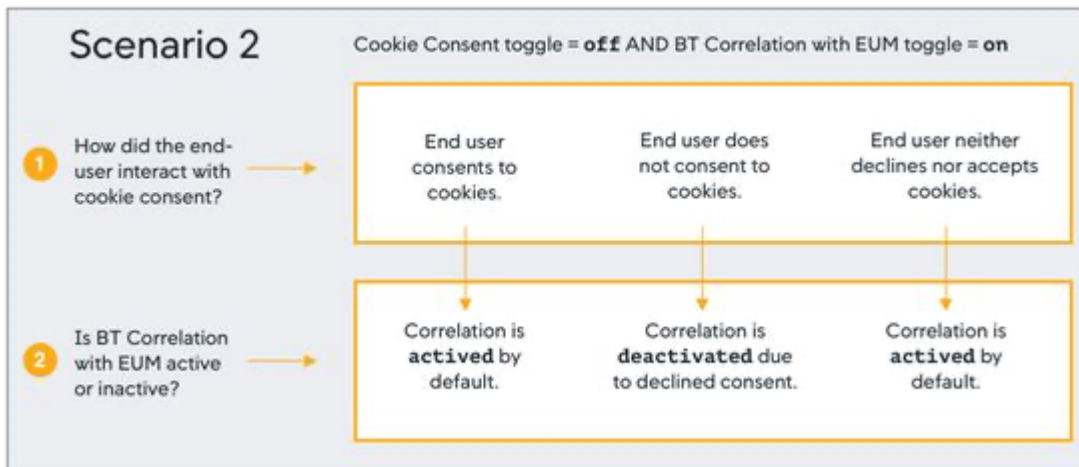 Scenario 2
Cookie Consent toggle = off AND BT Correlation with EUM toggle = on
1
How did the end-
user interact with
cookie consent?
End user
consents to
cookies.
End user does
not consent to
cookies.
End user neither
declines nor accepts
cookies.
2
Is BT Correlation
with EUM active
or inactive?
Correlation is
actived by
default.
Correlation is
deactivated due
to declined consent.
Correlation is
actived by
default.